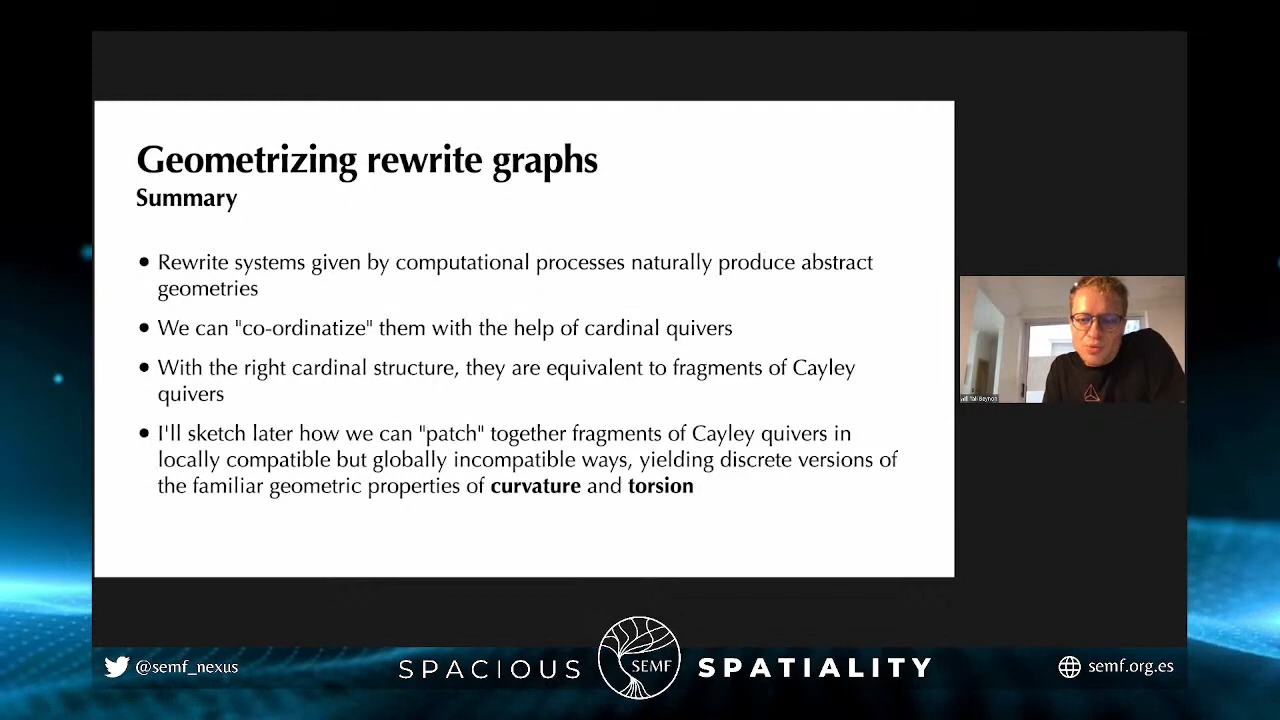 Geometrizing rewrite graphs
Summary
• Rewrite systems given by computational processes naturally produce abstract
geometries
• We can "co-ordinatize" them with the help of cardinal quivers
• With the right cardinal structure, they are equivalent to fragments of Cayley
quivers
• I'll sketch later how we can "patch" together fragments of Cayley quivers in
locally compatible but globally incompatible ways, yielding discrete versions of
the familiar geometric properties of curvature and torsion
Tali Beynon
@semf_nexus
SPACIOUS
SEMF
SPATIALITY
semf.org.es